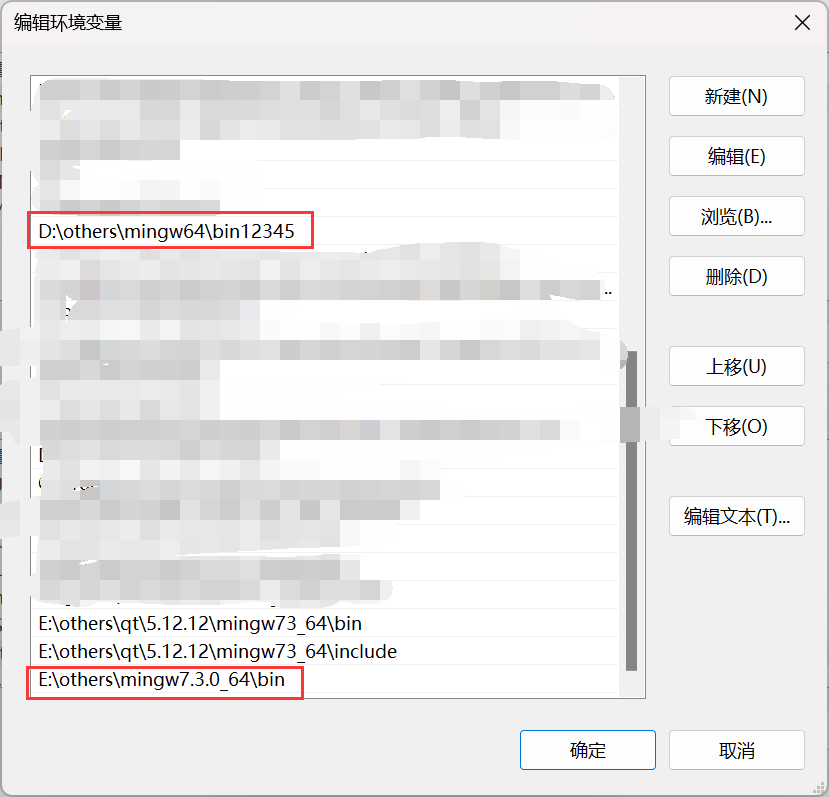 编辑环境变量
新建(N)
编辑(E)
浏览(B)...
D:\others\mingw64\bin12345
删除(D)
上移(U)
下移(O)
编辑文本(T)...
E:\others\qt\5.12.12\mingw73_64\bin
E:\others\qt\5.12.12\mingw73_64\include
E:\others\mingw7.3.0_64\bin
确定
取消